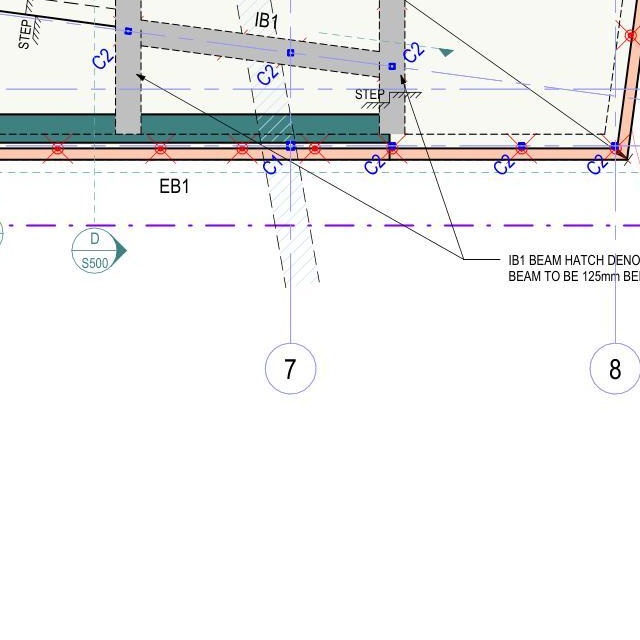 STEP
IB1
C2
C2
C2
STEP
C1
C2
C2
C2
EB1
D
S500
IB1 BEAM HATCH DENO
BEAM TO BE 125mm BE
7
8